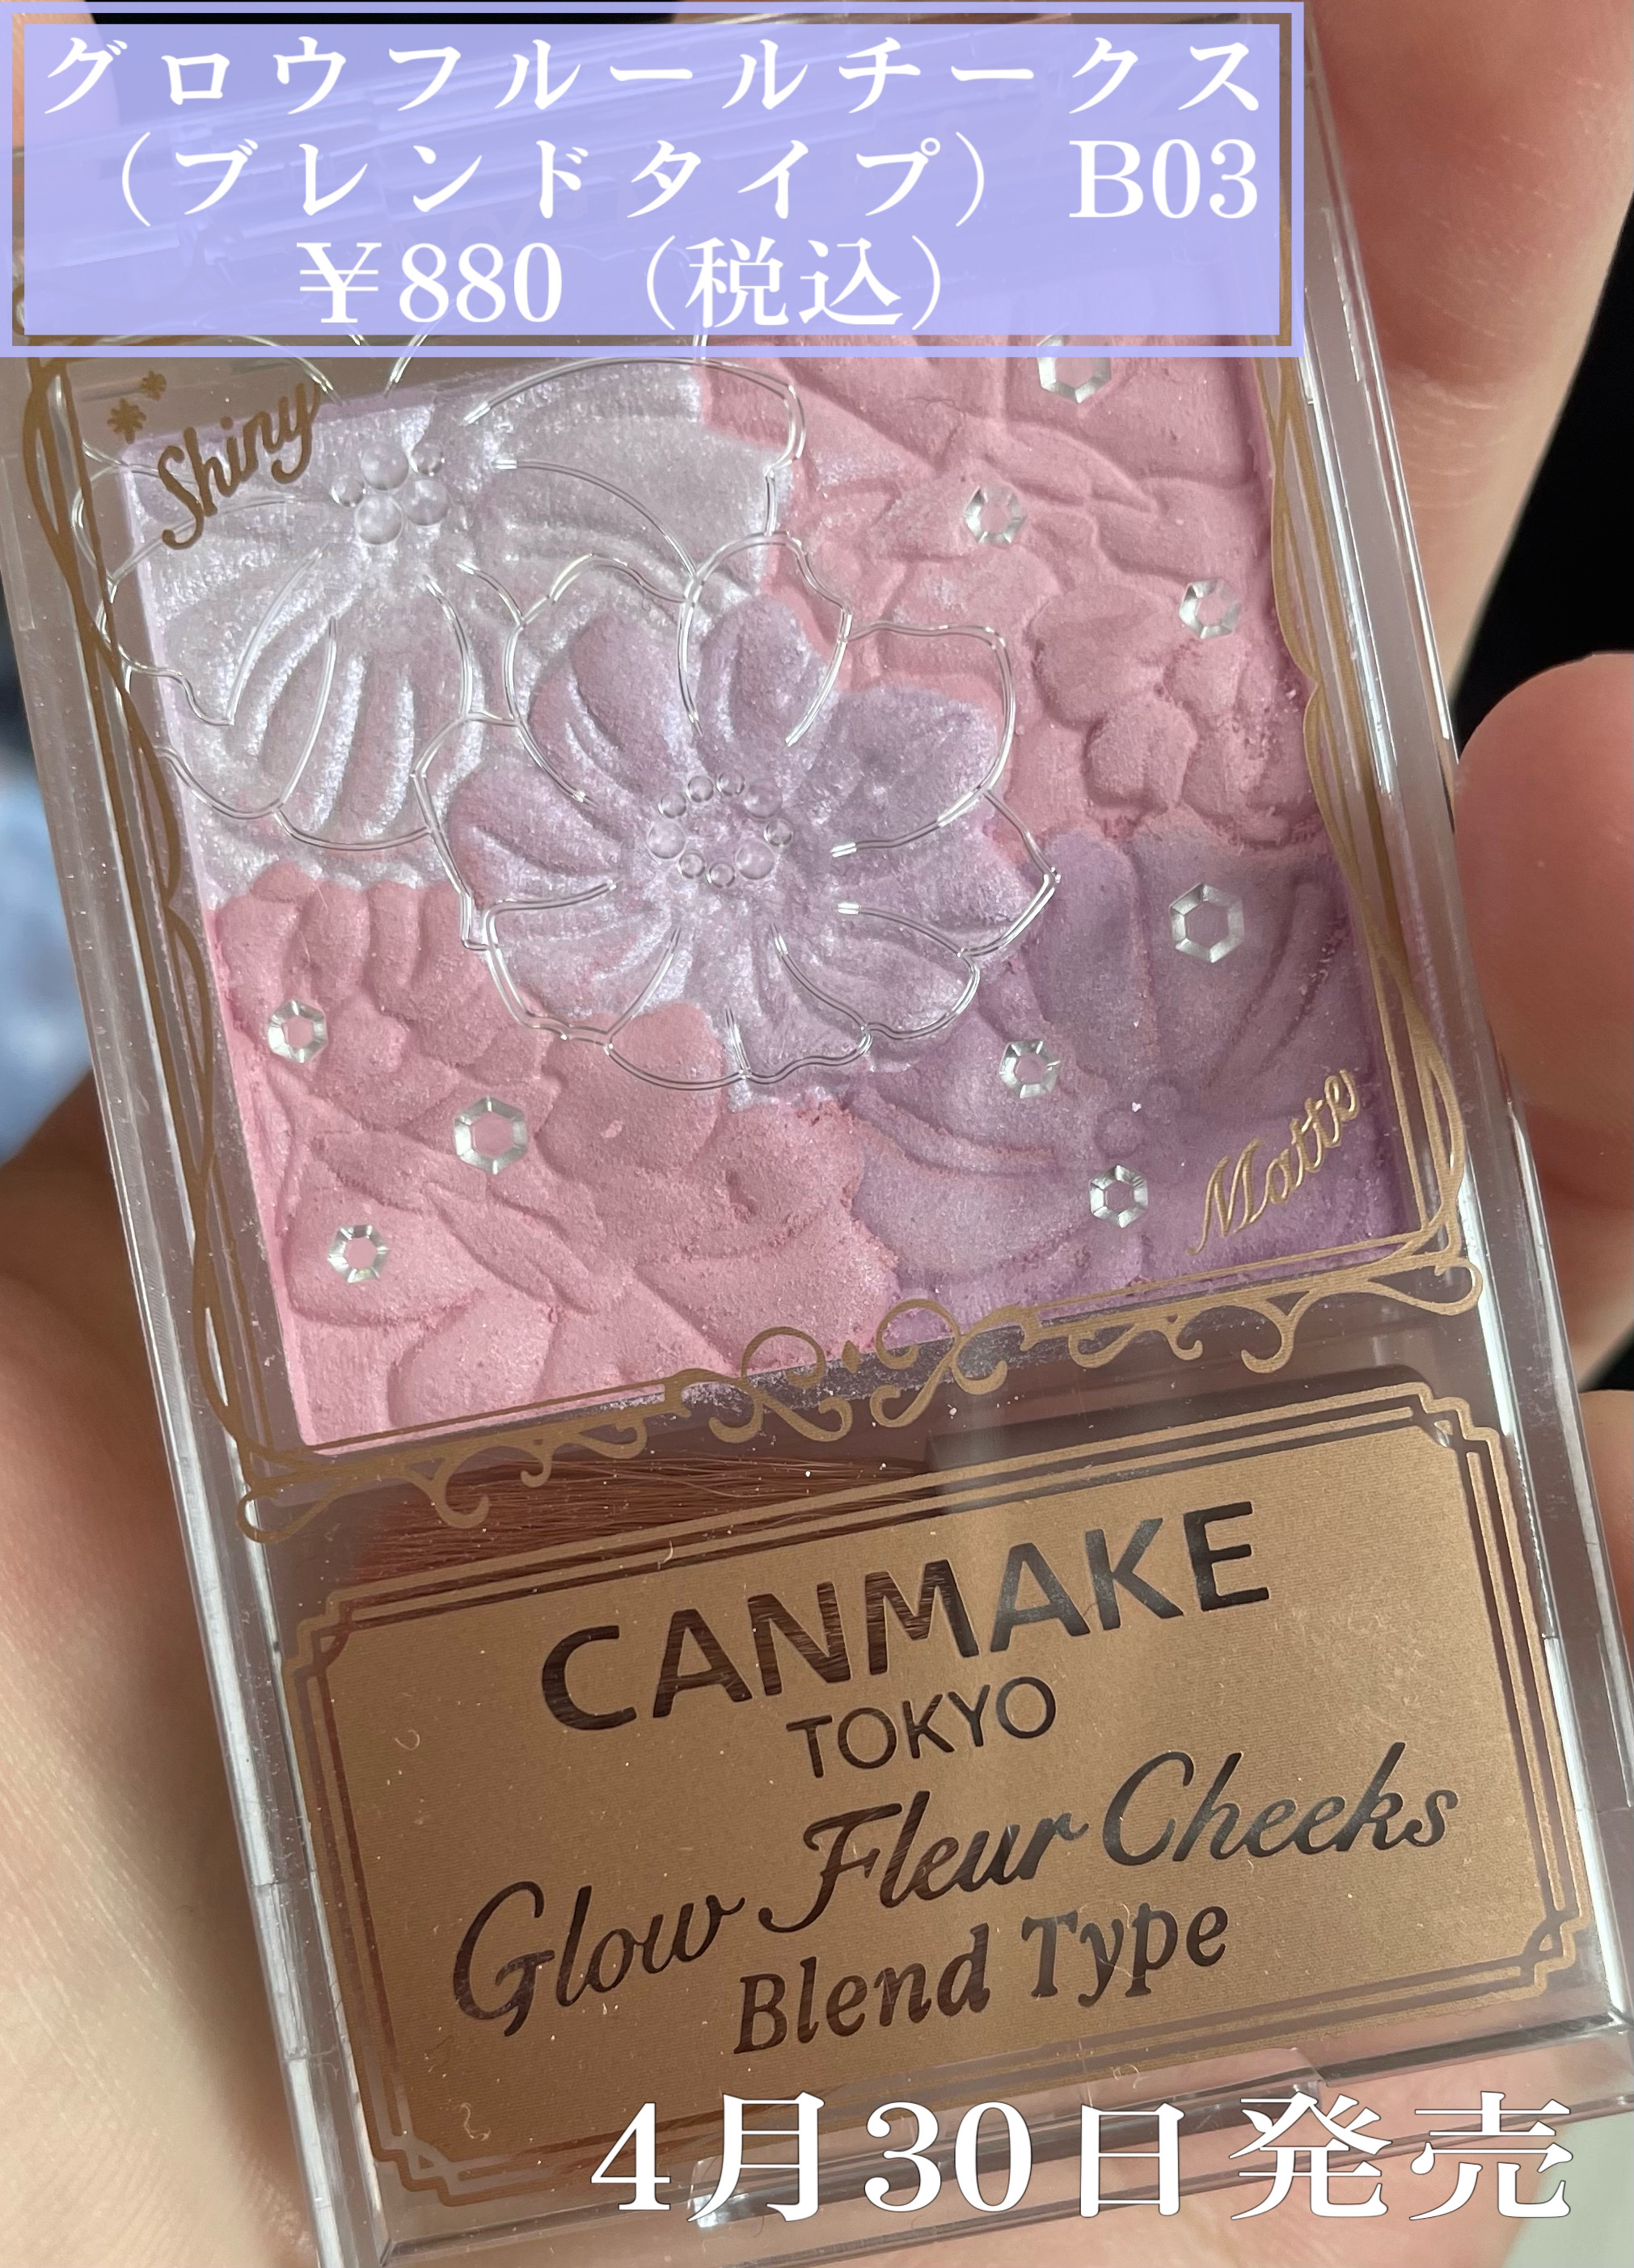 グロウフルールチークス
（ブレンドタイプ）B03
￥880（税込）
Shiny
Matte
CANMAKE
TOKYO
Glow Fleur Cheeks
Blend Type
4月30日発売